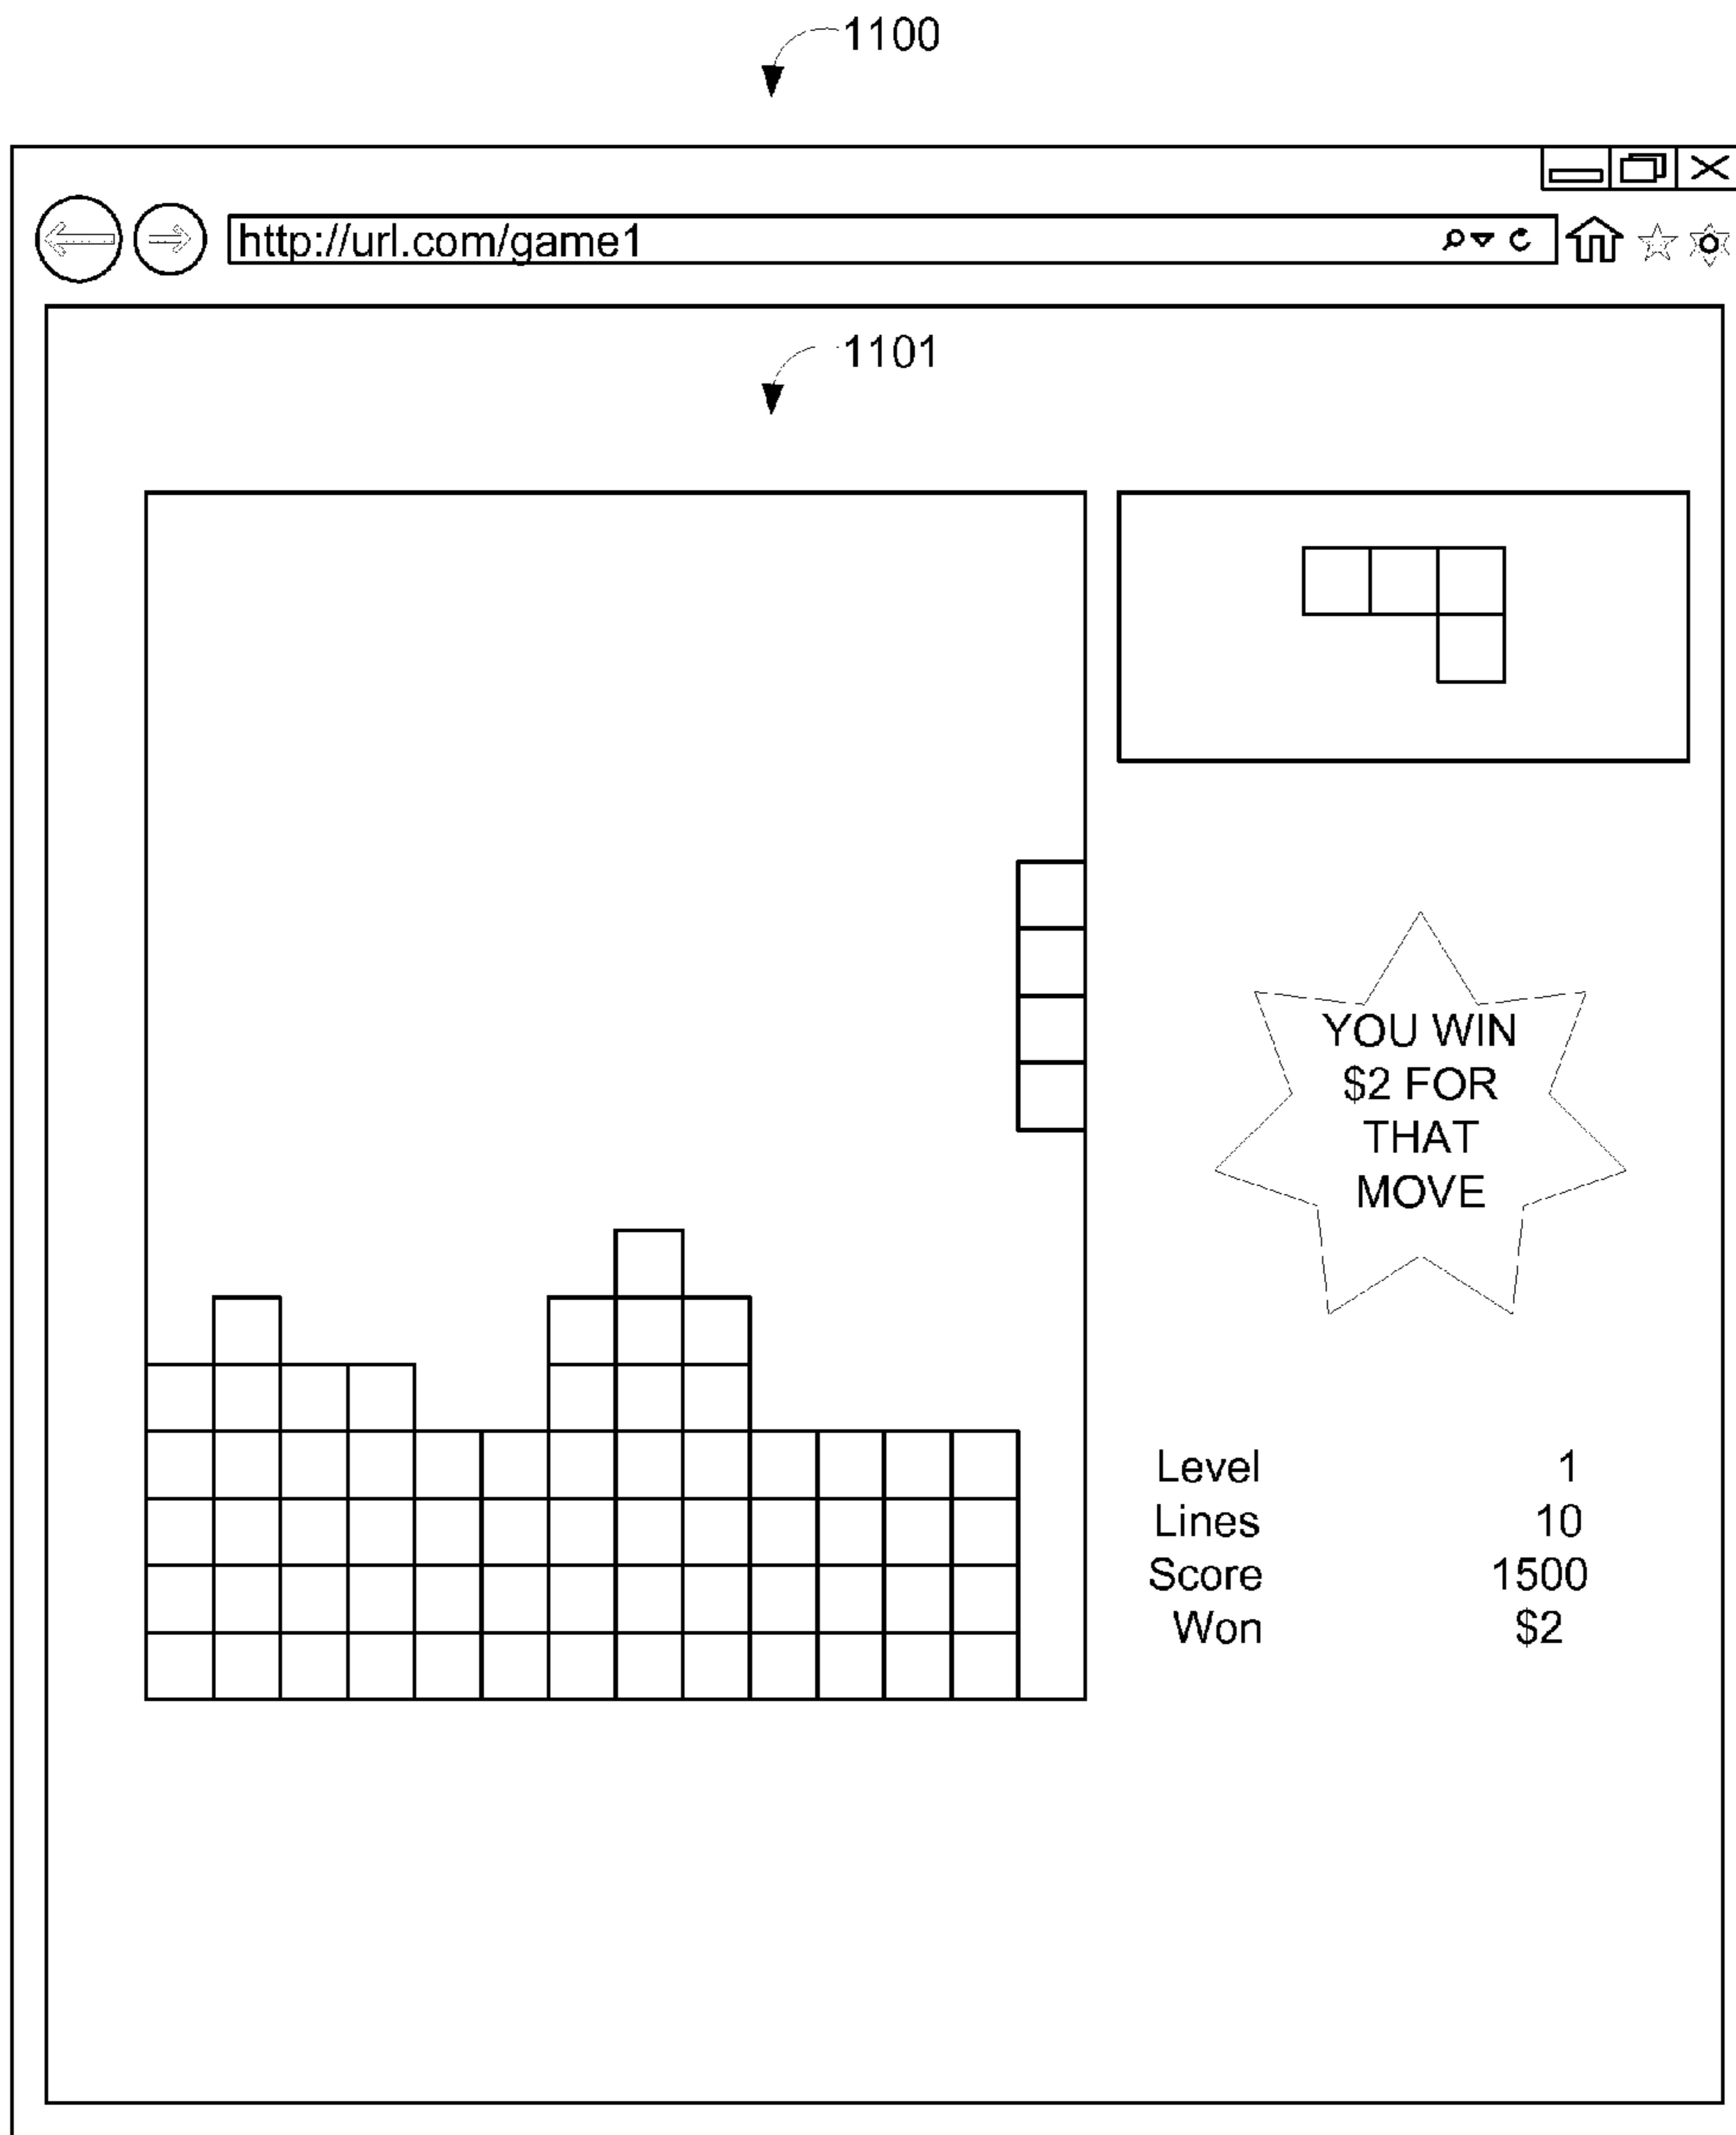 1100
http://url.com/game1
1101
YOU WIN
$2 FOR
THAT
MOVE
Level 1
Lines 10
Score 1500
Won $2